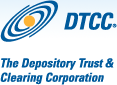 DTCC®
The Depository Trust &
Clearing Corporation